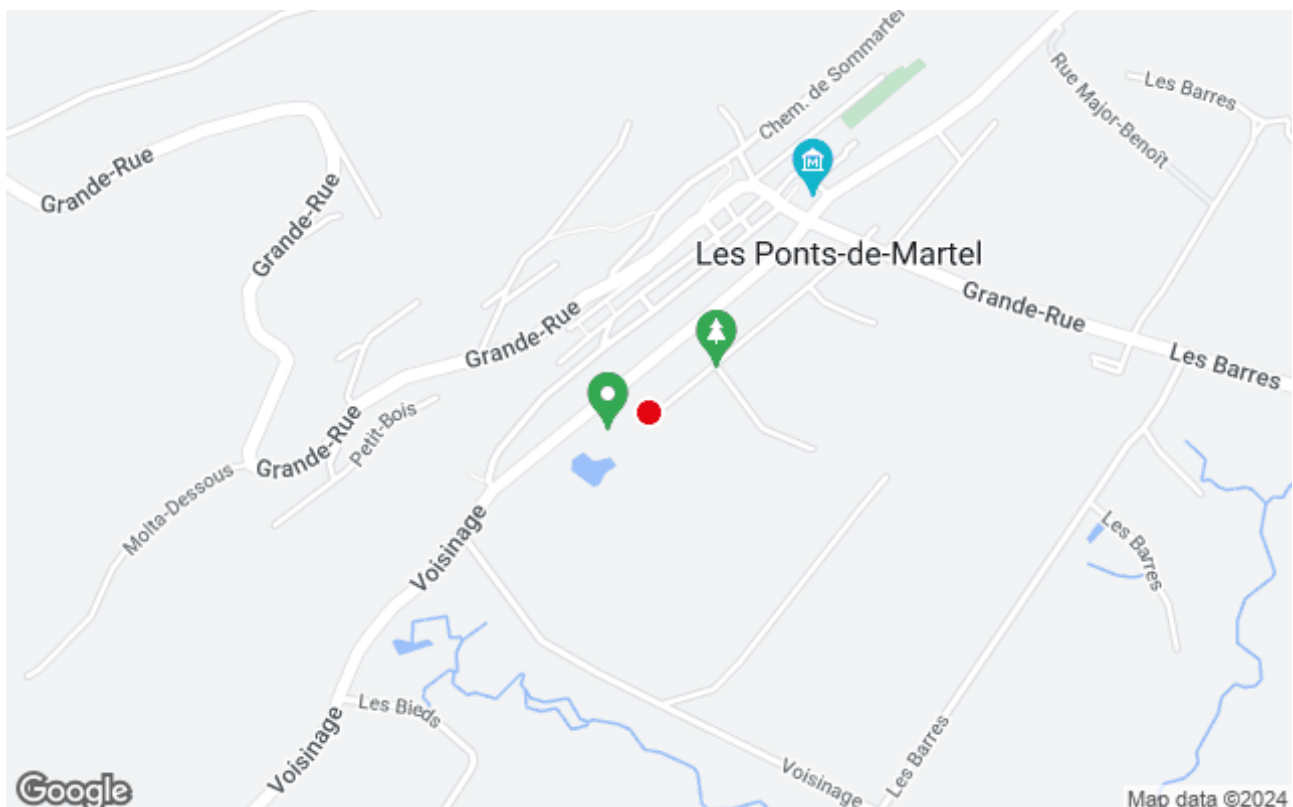 Chem. de Sommartel
Rue Major-Benoît
Les Barres
Grande-Rue
Grande-Rue
M
Les Ponts-de-Martel
Grande-Rue
Les Barres
Grande-Rue
Grande-Rue
Petit-Bois
Molta-Dessous
Voisinage
Les Barres
Les Bieds
Voisinage
Les Barres
Voisinage
Google
Map data ©2024